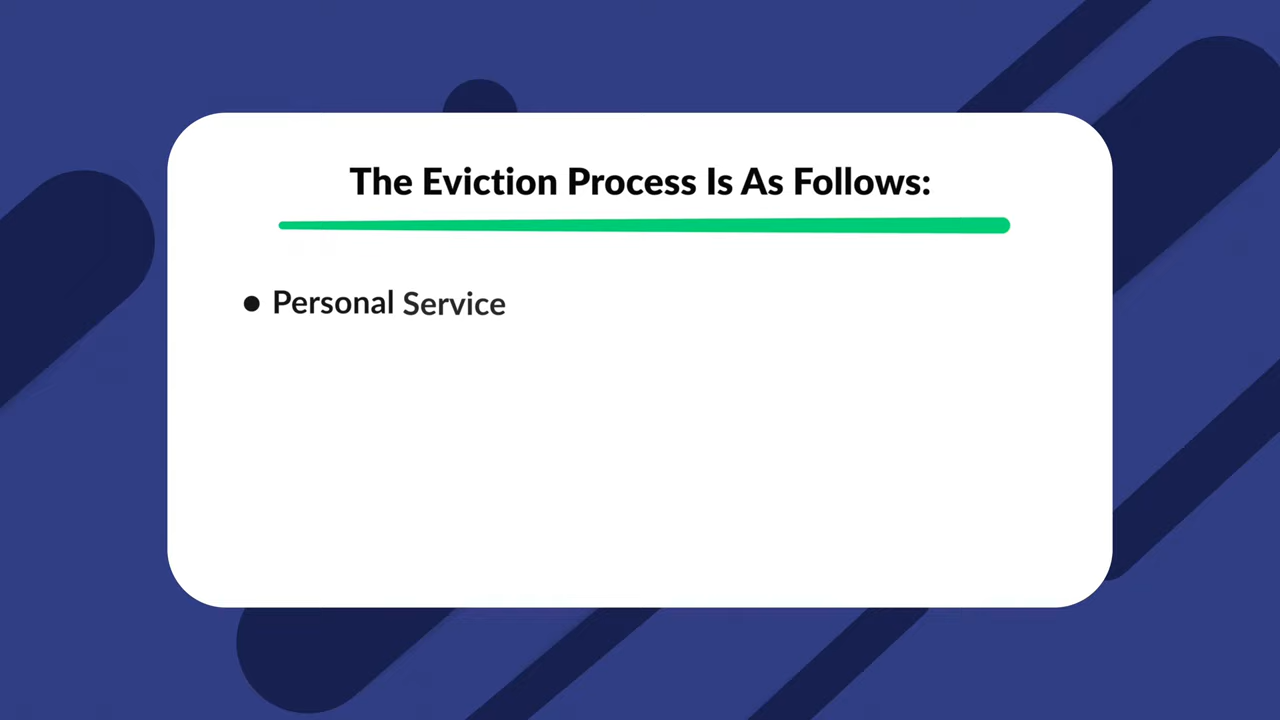 The Eviction Process Is As Follows:
● Personal Service